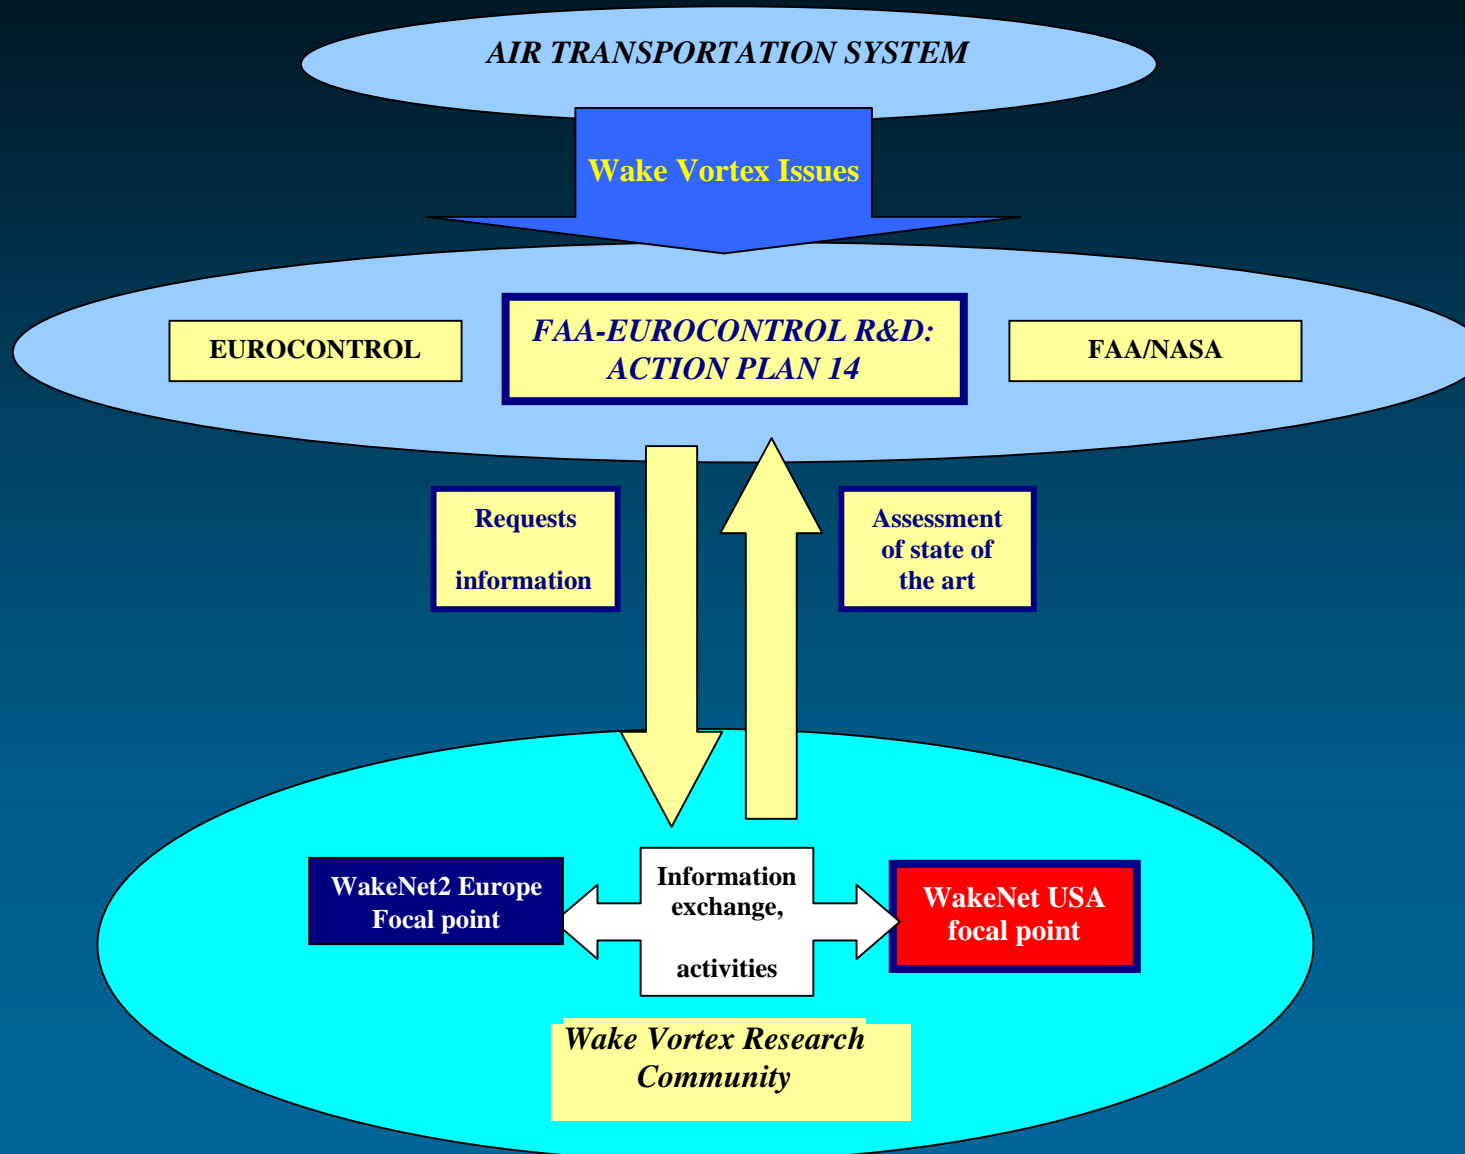 AIR TRANSPORTATION SYSTEM
Wake Vortex Issues
EUROCONTROL
FAA-EUROCONTROL R&D:
ACTION PLAN 14
FAA/NASA
Requests
information
Assessment
of state of
the art
WakeNet2 Europe
Focal point
Information
exchange,
activities
WakeNet USA
focal point
Wake Vortex Research
Community